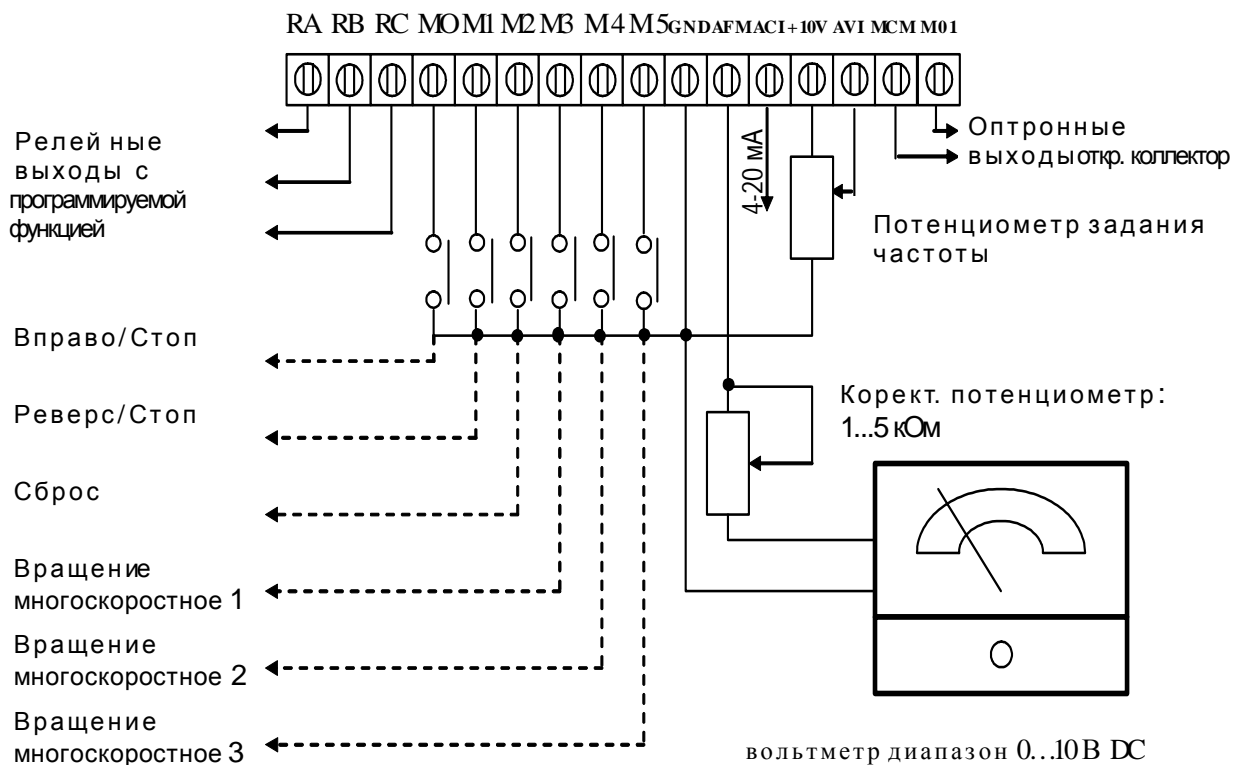 RA RB RC MO M1 M2 M3 M4 M5 GND AFM ACI +10V AVI MCM M01
Релейные
выходы с
программируемой
функцией
4-20 мА
Оптронные
выходы откр. коллектор
Потенциометр задания
частоты
Вправо/Стоп
Реверс/Стоп
Корект. потенциометр:
1...5 кОм
Сброс
Вращение
многоскоростное 1
Вращение
многоскоростное 2
Вращение
многоскоростное 3
вольтметр диапазон 0...10 В DC